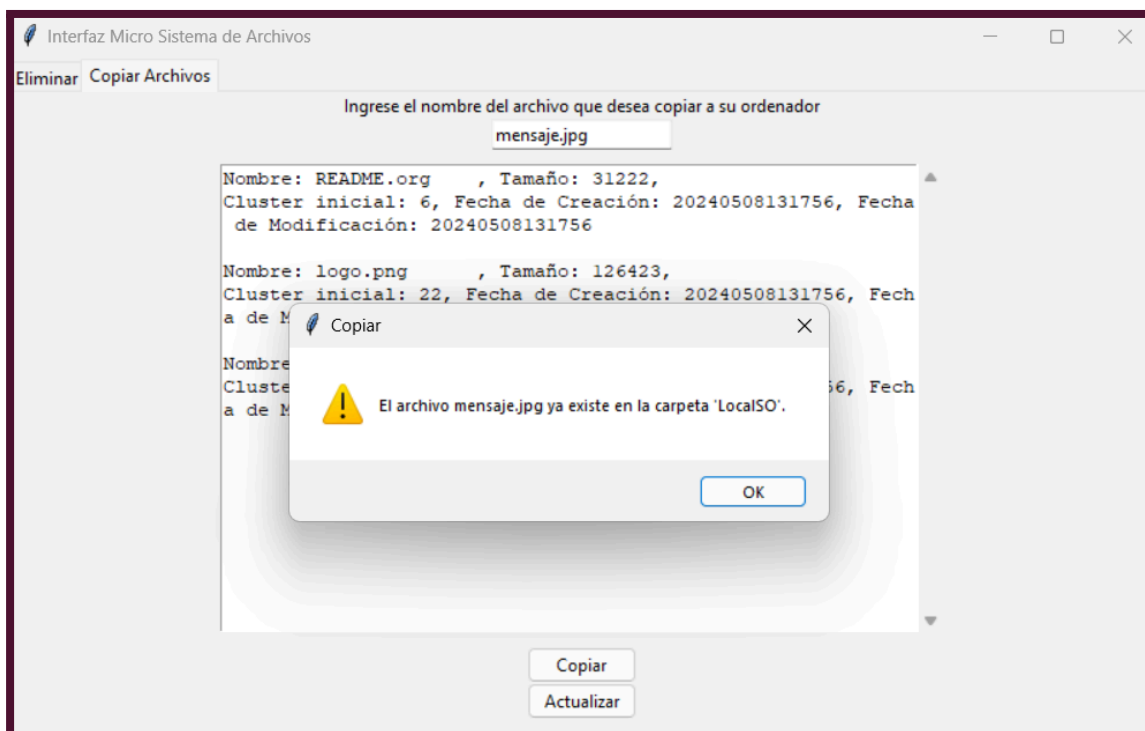 Interfaz Micro Sistema de Archivos
Eliminar Copiar Archivos
Ingrese el nombre del archivo que desea copiar a su ordenador
mensaje.jpg
Nombre: README.org    , Tamaño: 31222,
Cluster inicial: 6, Fecha de Creación: 20240508131756, Fecha
de Modificación: 20240508131756
Nombre: logo.png      , Tamaño: 126423,
Cluster inicial: 22, Fecha de Creación: 20240508131756, Fech
a de M
Copiar
Nombre
Cluste 56, Fech
a de M
El archivo mensaje.jpg ya existe en la carpeta 'LocalSO'.
OK
Copiar
Actualizar